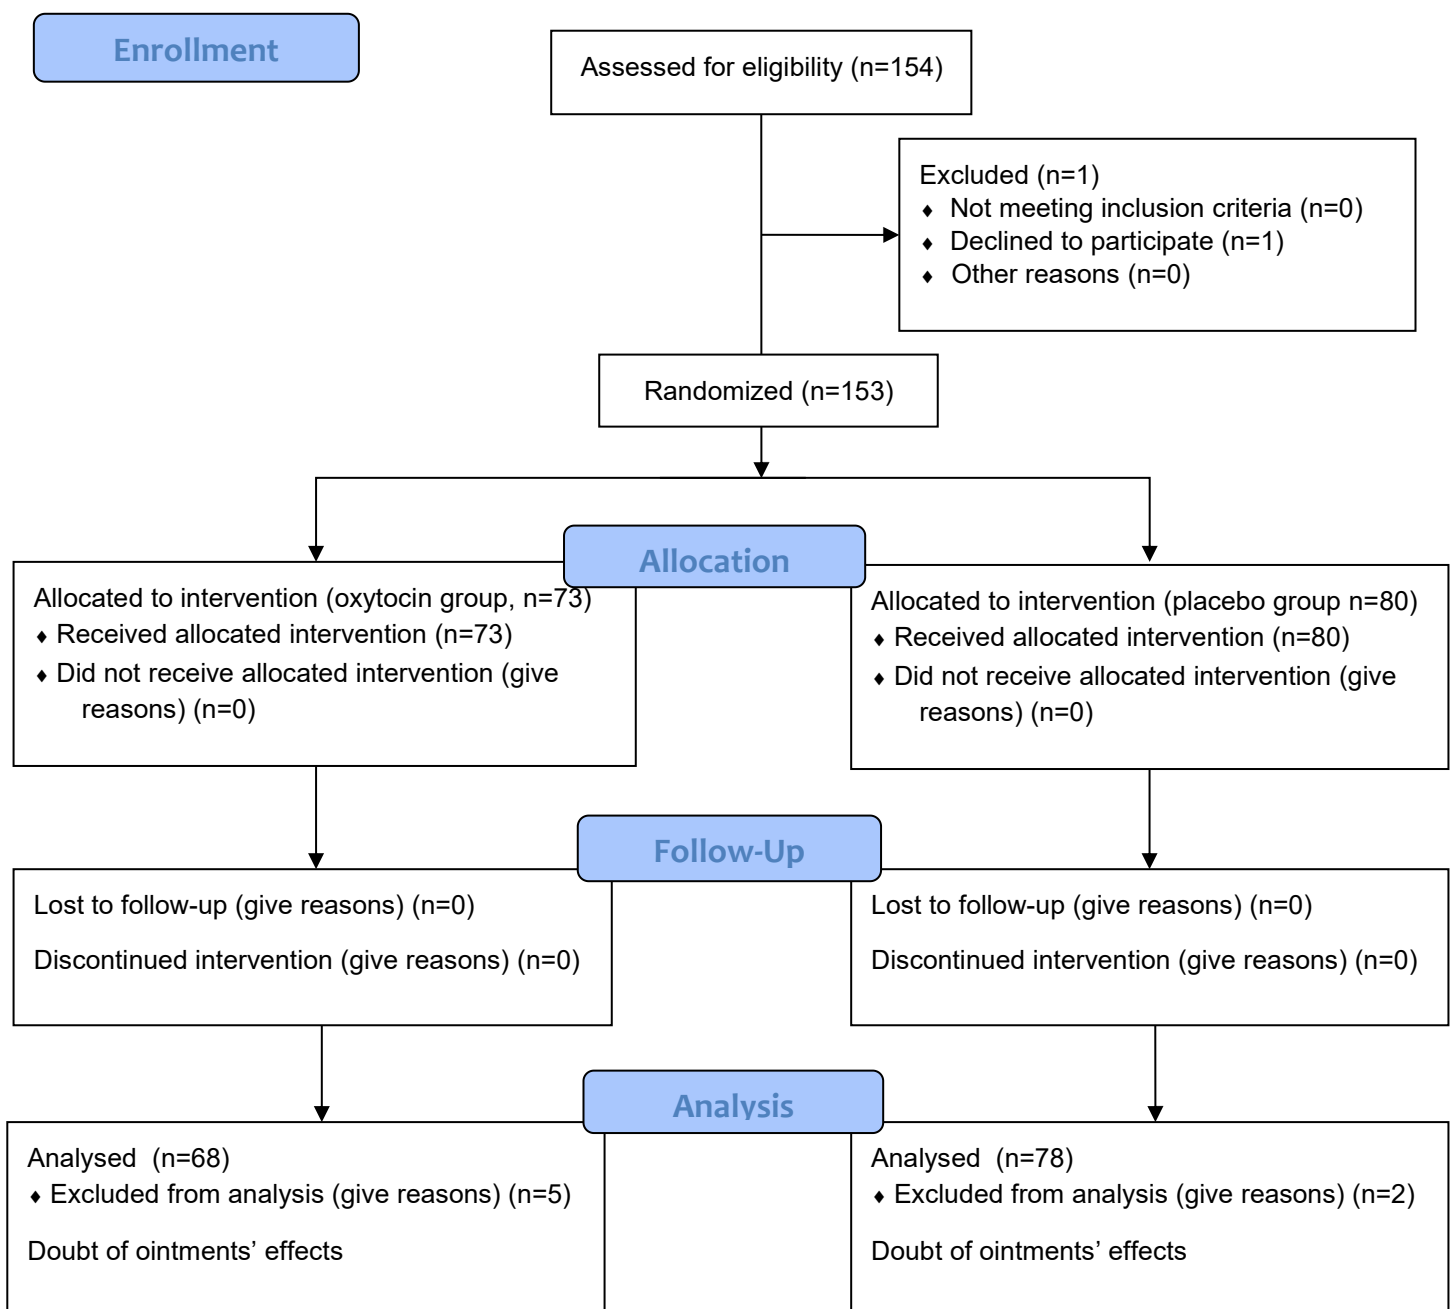 Enrollment
Assessed for eligibility (n=154)
Excluded (n=1)
♦ Not meeting inclusion criteria (n=0)
♦ Declined to participate (n=1)
♦ Other reasons (n=0)
Randomized (n=153)
Allocation
Allocated to intervention (oxytocin group, n=73)
♦ Received allocated intervention (n=73)
♦ Did not receive allocated intervention (give
reasons) (n=0)
Allocated to intervention (placebo group n=80)
♦ Received allocated intervention (n=80)
♦ Did not receive allocated intervention (give
reasons) (n=0)
Follow-Up
Lost to follow-up (give reasons) (n=0)
Discontinued intervention (give reasons) (n=0)
Lost to follow-up (give reasons) (n=0)
Discontinued intervention (give reasons) (n=0)
Analysis
Analysed (n=68)
♦ Excluded from analysis (give reasons) (n=5)
Doubt of ointments’ effects
Analysed (n=78)
♦ Excluded from analysis (give reasons) (n=2)
Doubt of ointments’ effects